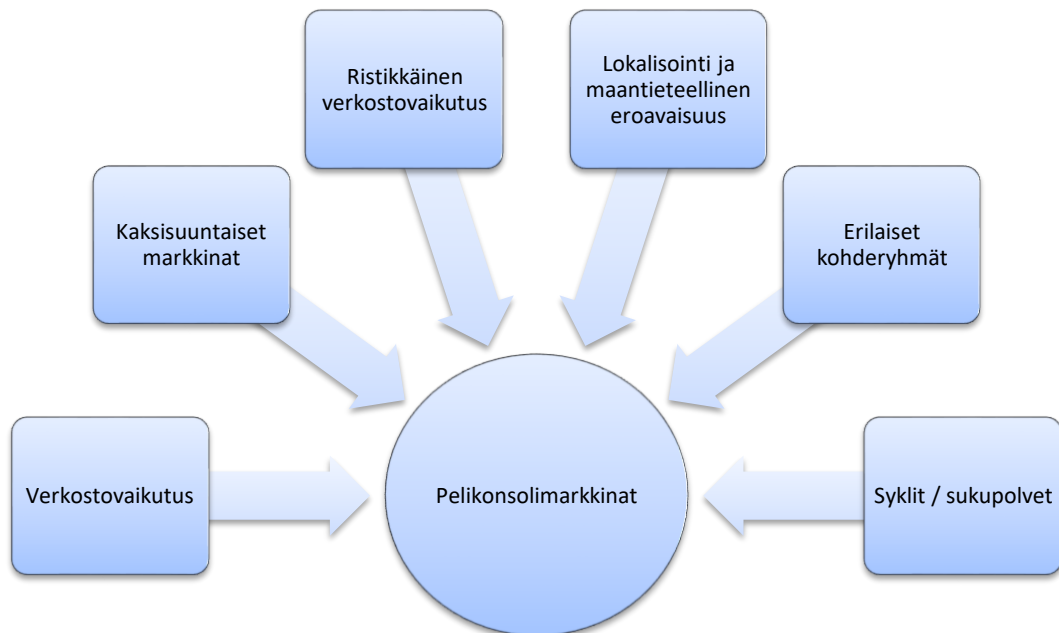 Ristikkäinen
verkostovaikutus
Lokalisointi ja
maantieteellinen
eroavaisuus
Kaksisuuntaiset
markkinat
Erilaiset
kohderyhmät
Verkostovaikutus
Pelikonsolimarkkinat
Syklit / sukupolvet